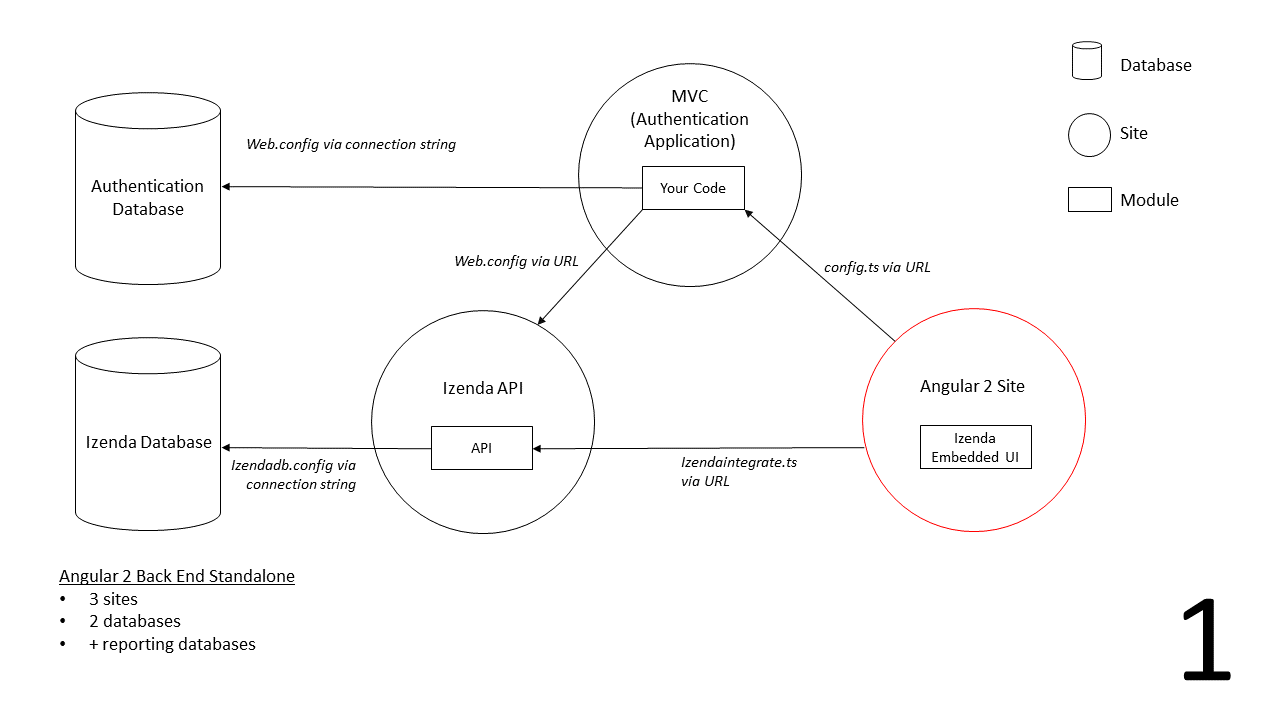 MVC
(Authentication
Application)
Your Code
Database
Site
Module
Web.config via connection string
Authentication
Database
Web.config via URL
config.ts via URL
Izenda API
API
Angular 2 Site
Izenda
Embedded UI
Izenda Database
Izendadb.config via
connection string
Izendaintegrate.ts
via URL
Angular 2 Back End Standalone
• 3 sites
• 2 databases
• + reporting databases
1